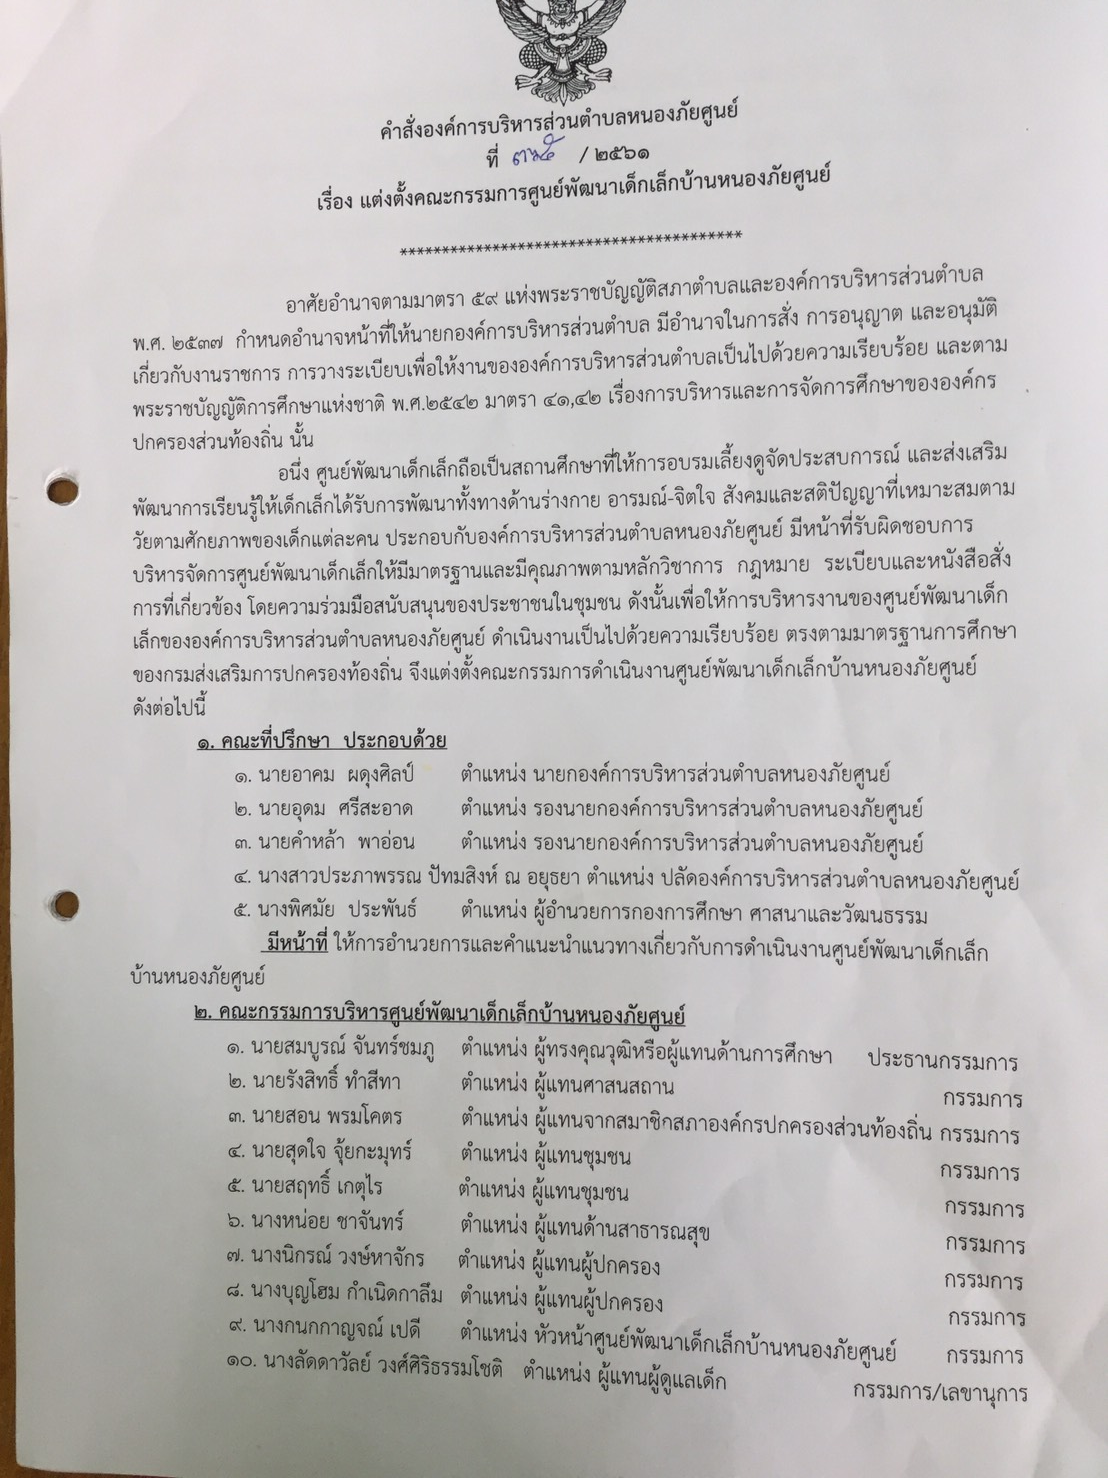 คำสั่งองค์การบริหารส่วนตำบลหนองภัยศูนย์
ที่ / ๒๕๖๑
เรื่อง แต่งตั้งคณะกรรมการศูนย์พัฒนาเด็กเล็กบ้านหนองภัยศูนย์
****************************************
อาศัยอำนาจตามมาตรา ๕๙ แห่งพระราชบัญญัติสภาตำบลและองค์การบริหารส่วนตำบล
พ.ศ. ๒๕๓๗ กำหนดอำนาจหน้าที่ให้นายกองค์การบริหารส่วนตำบล มีอำนาจในการสั่ง การอนุญาต และอนุมัติ
เกี่ยวกับงานราชการ การวางระเบียบเพื่อให้งานขององค์การบริหารส่วนตำบลเป็นไปด้วยความเรียบร้อย และตาม
พระราชบัญญัติการศึกษาแห่งชาติ พ.ศ.๒๕๔๒ มาตรา ๔๑,๔๒ เรื่องการบริหารและการจัดการศึกษาขององค์กร
ปกครองส่วนท้องถิ่น นั้น
อนึ่ง ศูนย์พัฒนาเด็กเล็กถือเป็นสถานศึกษาที่ให้การอบรมเลี้ยงดูจัดประสบการณ์ และส่งเสริม
พัฒนาการเรียนรู้ให้เด็กเล็กได้รับการพัฒนาทั้งทางด้านร่างกาย อารมณ์-จิตใจ สังคมและสติปัญญาที่เหมาะสมตาม
วัยตามศักยภาพของเด็กแต่ละคน ประกอบกับองค์การบริหารส่วนตำบลหนองภัยศูนย์ มีหน้าที่รับผิดชอบการ
บริหารจัดการศูนย์พัฒนาเด็กเล็กให้มีมาตรฐานและมีคุณภาพตามหลักวิชาการ กฎหมาย ระเบียบและหนังสือสั่ง
การที่เกี่ยวข้อง โดยความร่วมมือสนับสนุนของประชาชนในชุมชน ดังนั้นเพื่อให้การบริหารงานของศูนย์พัฒนาเด็ก
เล็กขององค์การบริหารส่วนตำบลหนองภัยศูนย์ ดำเนินงานเป็นไปด้วยความเรียบร้อย ตรงตามมาตรฐานการศึกษา
ของกรมส่งเสริมการปกครองท้องถิ่น จึงแต่งตั้งคณะกรรมการดำเนินงานศูนย์พัฒนาเด็กเล็กบ้านหนองภัยศูนย์
ดังต่อไปนี้
๑. คณะที่ปรึกษา ประกอบด้วย
๑. นายอาคม ผดุงศิลป์ ตำแหน่ง นายกองค์การบริหารส่วนตำบลหนองภัยศูนย์
๒. นายอุดม ศรีสะอาด ตำแหน่ง รองนายกองค์การบริหารส่วนตำบลหนองภัยศูนย์
๓. นายคำหล้า พาอ่อน ตำแหน่ง รองนายกองค์การบริหารส่วนตำบลหนองภัยศูนย์
๔. นางสาวประภาพรรณ ปัทมสิงห์ ณ อยุธยา ตำแหน่ง ปลัดองค์การบริหารส่วนตำบลหนองภัยศูนย์
๕. นางพิศมัย ประพันธ์ ตำแหน่ง ผู้อำนวยการกองการศึกษา ศาสนาและวัฒนธรรม
มีหน้าที่ ให้การอำนวยการและคำแนะนำแนวทางเกี่ยวกับการดำเนินงานศูนย์พัฒนาเด็กเล็ก
บ้านหนองภัยศูนย์
๒. คณะกรรมการบริหารศูนย์พัฒนาเด็กเล็กบ้านหนองภัยศูนย์
๑. นายสมบูรณ์ จันทร์ชมภู ตำแหน่ง ผู้ทรงคุณวุฒิหรือผู้แทนด้านการศึกษา ประธานกรรมการ
๒. นายรังสิทธิ์ ทำสีทา ตำแหน่ง ผู้แทนศาสนสถาน กรรมการ
๓. นายสอน พรมโคตร ตำแหน่ง ผู้แทนจากสมาชิกสภาองค์กรปกครองส่วนท้องถิ่น กรรมการ
๔. นายสุดใจ จุ้ยกะมุทร์ ตำแหน่ง ผู้แทนชุมชน กรรมการ
๕. นายสฤทธิ์ เกตุไร ตำแหน่ง ผู้แทนชุมชน กรรมการ
๖. นางหน่อย ชาจันทร์ ตำแหน่ง ผู้แทนด้านสาธารณสุข กรรมการ
๗. นางนิกรณ์ วงษ์หาจักร ตำแหน่ง ผู้แทนผู้ปกครอง กรรมการ
๘. นางบุญโฮม กำเนิดกาลึม ตำแหน่ง ผู้แทนผู้ปกครอง กรรมการ
๙. นางกนกกาญจณ์ เปดี ตำแหน่ง หัวหน้าศูนย์พัฒนาเด็กเล็กบ้านหนองภัยศูนย์ กรรมการ
๑๐. นางลัดดาวัลย์ วงศ์ศิริธรรมโชติ ตำแหน่ง ผู้แทนผู้ดูแลเด็ก กรรมการ/เลขานุการ